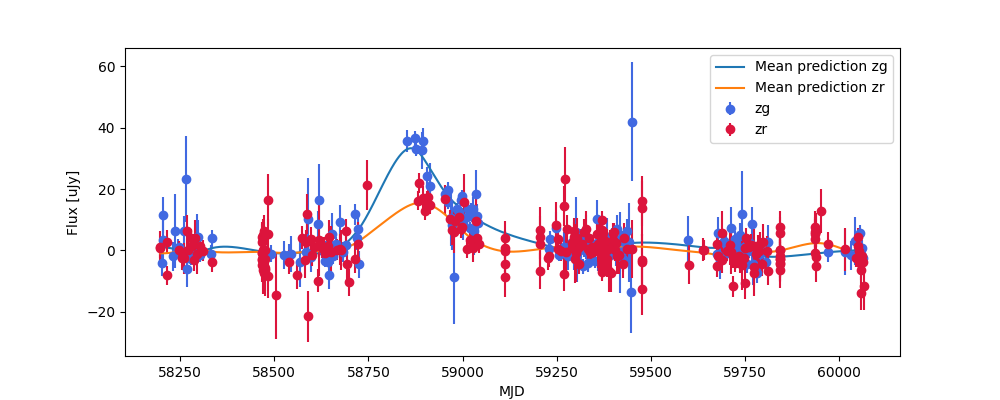 Flux [uJy]
60
40
20
0
−20
58250 58500 58750 59000 59250 59500 59750 60000
MJD
Mean prediction zg
Mean prediction zr
zg
zr